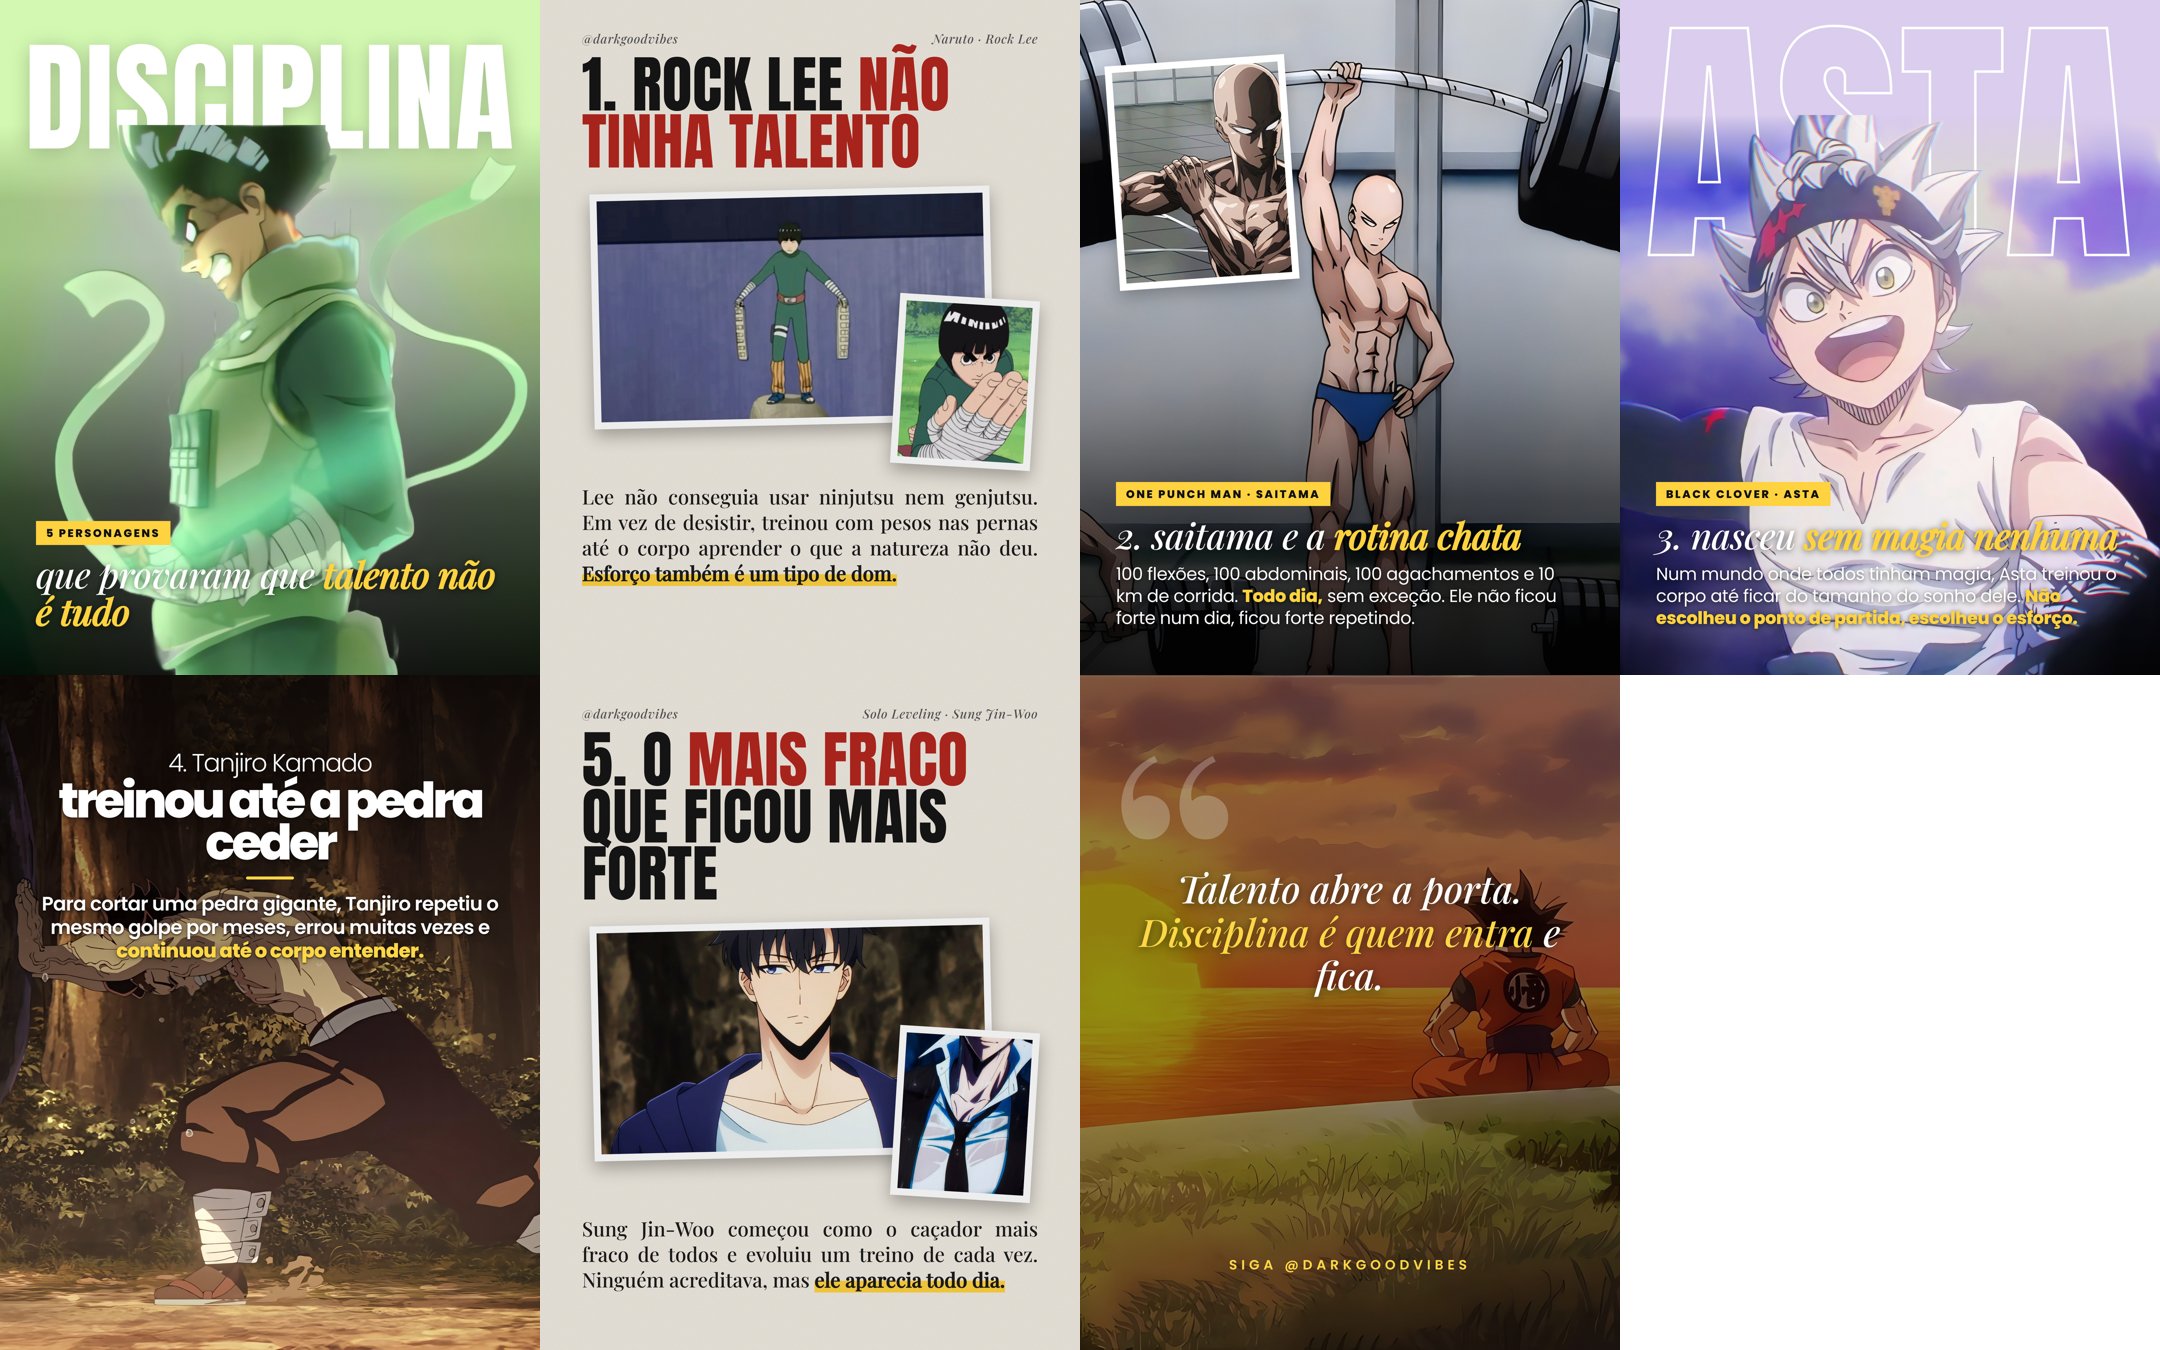 DISCIPLINA
5 PERSONAGENS
que provaram que talento não
é tudo
@darkgoodvibes
Naruto · Rock Lee
1. ROCK LEE NÃO
TINHA TALENTO
Lee não conseguia usar ninjutsu nem genjutsu.
Em vez de desistir, treinou com pesos nas pernas
até o corpo aprender o que a natureza não deu.
Esforço também é um tipo de dom.
ONE PUNCH MAN · SAITAMA
2. saitama e a rotina chata
100 flexões, 100 abdominais, 100 agachamentos e 10
km de corrida. Todo dia, sem exceção. Ele não ficou
forte num dia, ficou forte repetindo.
ASTA
BLACK CLOVER · ASTA
3. nasceu sem magia nenhuma
Num mundo onde todos tinham magia, Asta treinou o
corpo até ficar do tamanho do sonho dele. Não
escolheu o ponto de partida, escolheu o esforço.
4. Tanjiro Kamado
treinou até a pedra
ceder
Para cortar uma pedra gigante, Tanjiro repetiu o
mesmo golpe por meses, errou muitas vezes e
continuou até o corpo entender.
@darkgoodvibes
Solo Leveling · Sung Jin-Woo
5. O MAIS FRACO
QUE FICOU MAIS
FORTE
Sung Jin-Woo começou como o caçador mais
fraco de todos e evoluiu um treino de cada vez.
Ninguém acreditava, mas ele aparecia todo dia.
“
Talento abre a porta.
Disciplina é quem entra e
fica.
悟
SIGA @DARKGOODVIBES